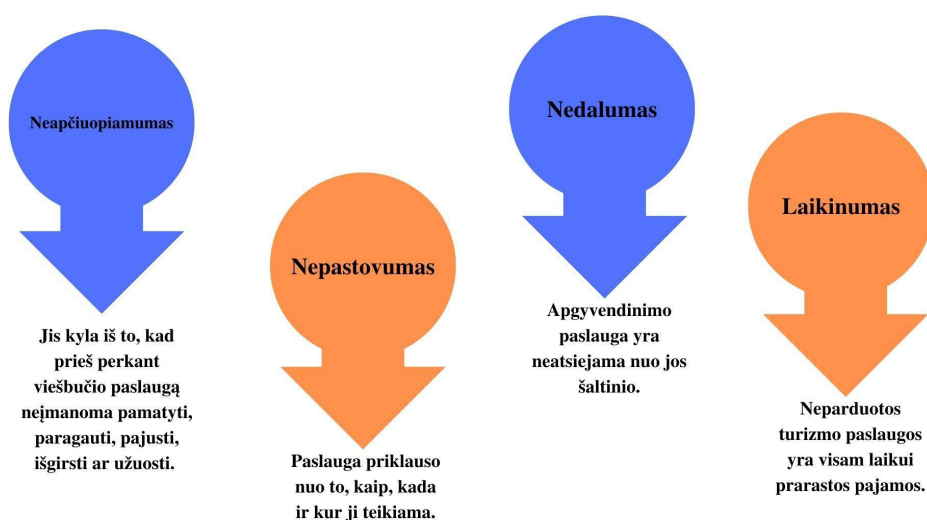 Neapčiuopiamumas
Jis kyla iš to, kad
prieš perkant
viešbučio paslaugą
neįmanoma pamatyti,
paragauti, pajusti,
išgirsti ar užuosti.
Nepastovumas
Paslauga priklauso
nuo to, kaip, kada
ir kur ji teikiama.
Nedalumas
Apgyvendinimo
paslauga yra
neatsiejama nuo jos
šaltinio.
Laikinumas
Neparduotos
turizmo paslaugos
yra visam laikui
prarastos pajamos.